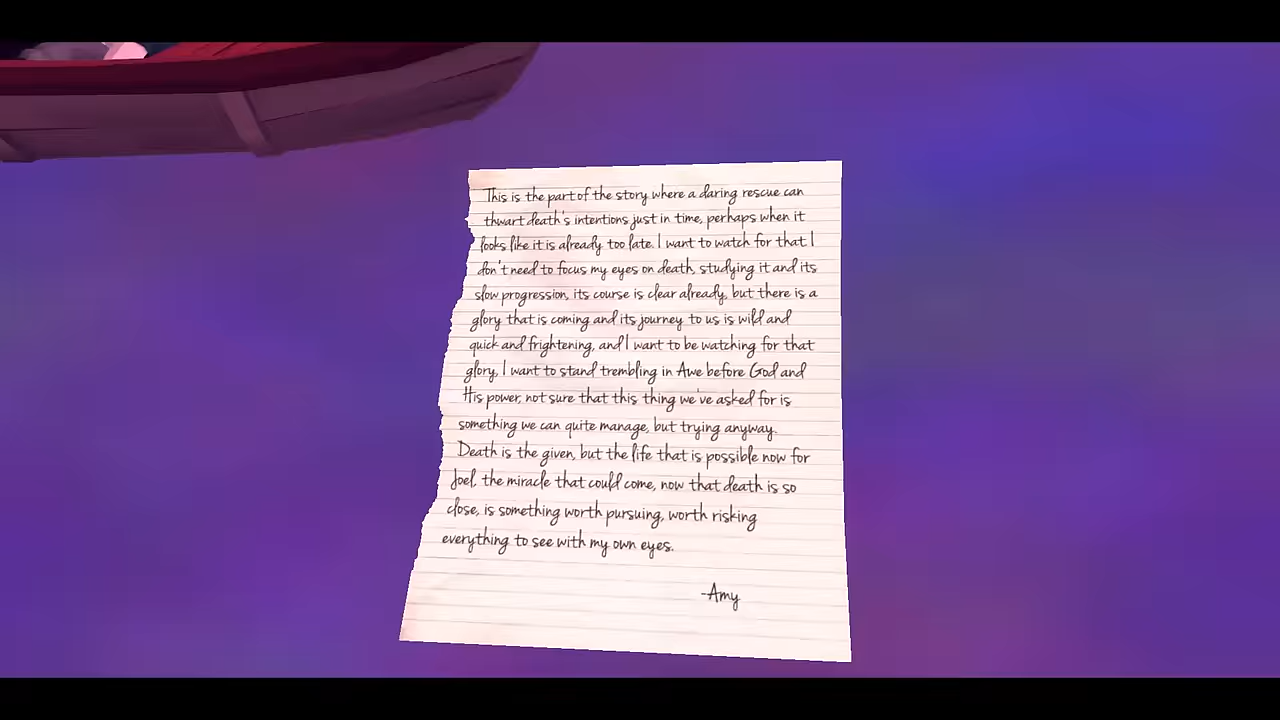 This is the part of the story where a daring rescue can
thwart death's intentions just in time, perhaps when it
looks like it is already too late. I want to watch for that I
don't need to focus my eyes on death, studying it and its
slow progression, its course is clear already, but there is a
glory that is coming and its journey to us is wild and
quick and frightening, and I want to be watching for that
glory, I want to stand trembling in Awe before God and
His power, not sure that this thing we've asked for is
something we can quite manage, but trying anyway.
Death is the given, but the life that is possible now for
Joel, the miracle that could come, now that death is so
close, is something worth pursuing, worth risking
everything to see with my own eyes.
-Amy